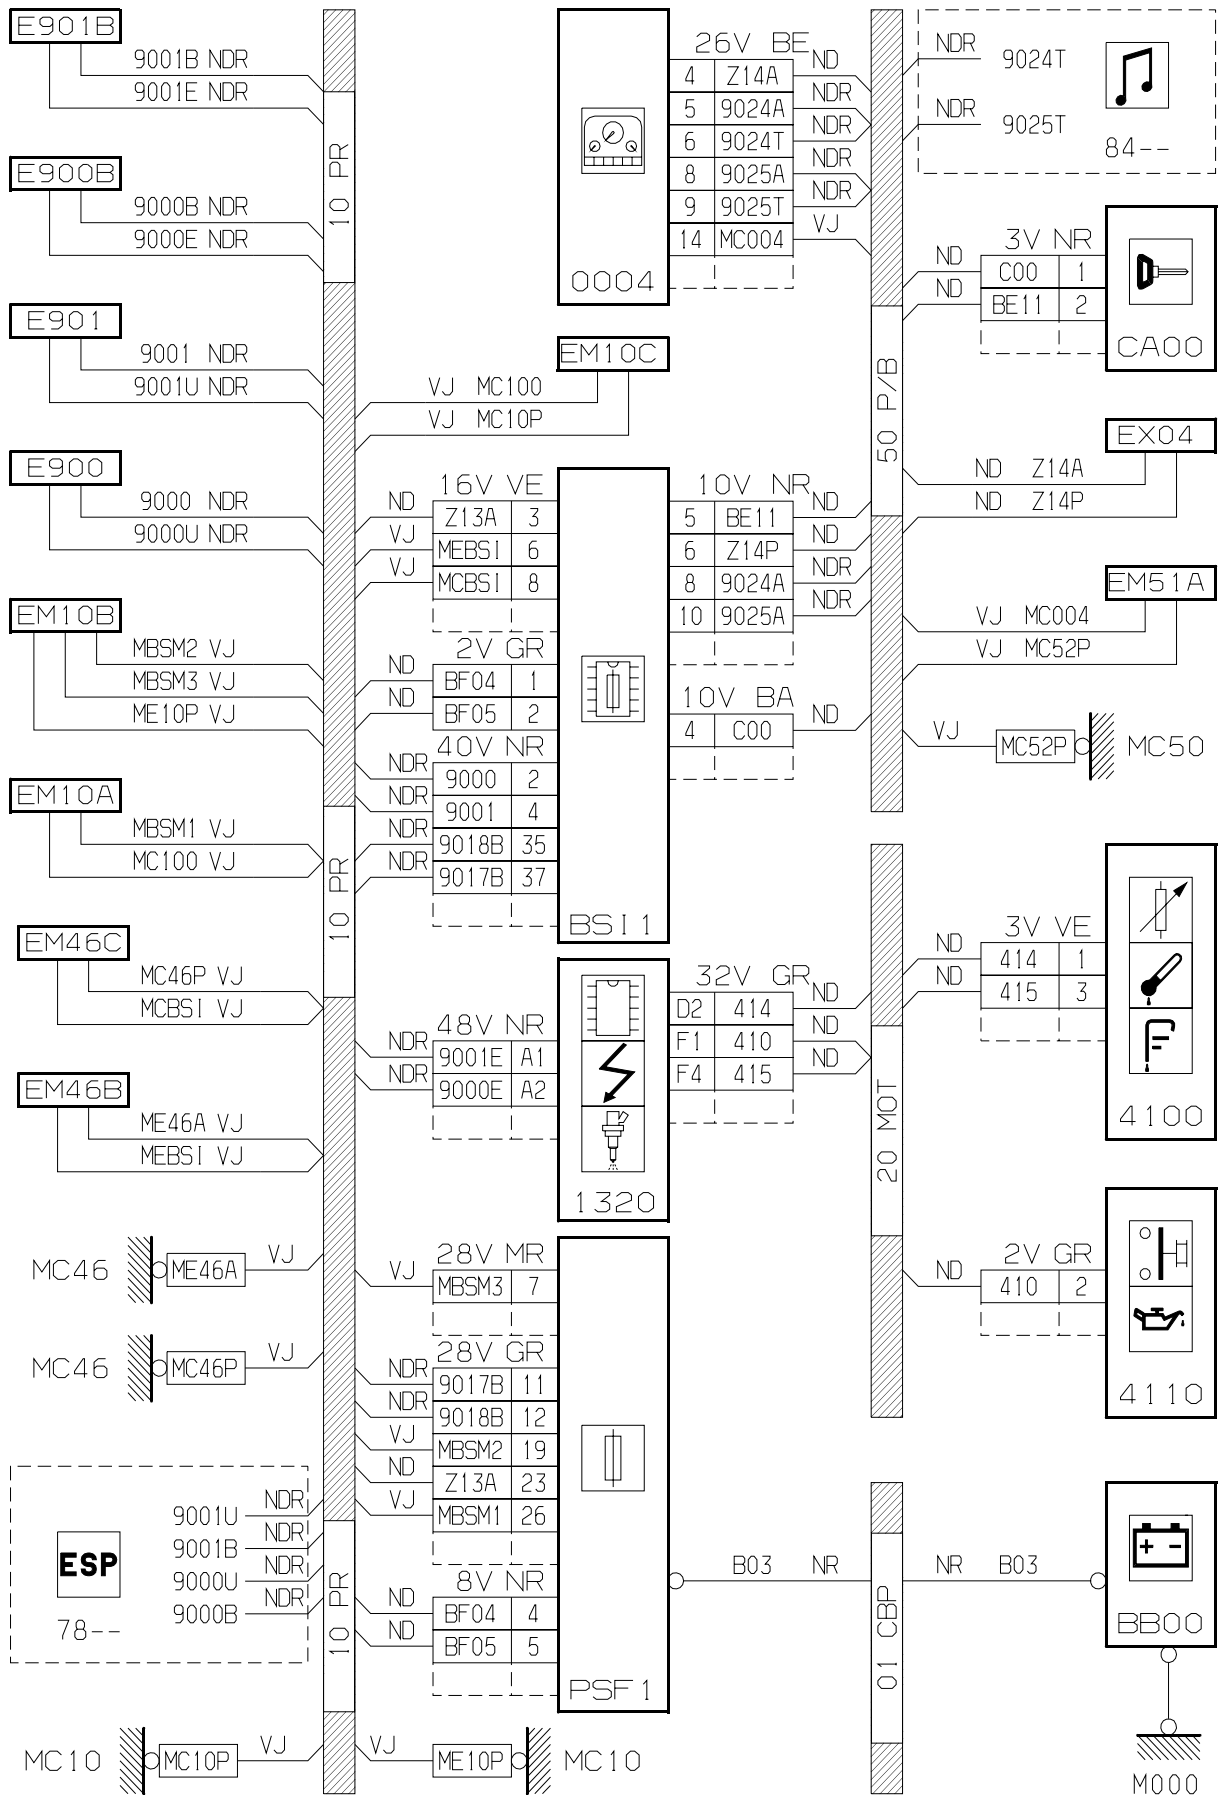 E901B
9001B NDR
9001E NDR
E900B
9000B NDR
9000E NDR
E901
9001 NDR
9001U NDR
E900
9000 NDR
9000U NDR
EM10B
MBSM2 VJ
MBSM3 VJ
ME10P VJ
EM10A
MBSM1 VJ
MC100 VJ
EM46C
MC46P VJ
MCBSI VJ
EM46B
ME46A VJ
MEBSI VJ
MC46 ME46A VJ
MC46 MC46P VJ
ESP
78--
9001U NDR
9001B NDR
9000U NDR
9000B NDR
MC10 MC10P VJ
10 PR
10 PR
10 PR
VJ ME10P MC10
0004
26V BE
4 Z14A ND
5 9024A NDR
6 9024T NDR
8 9025A NDR
9 9025T NDR
14 MC004 VJ
EM10C
VJ MC100
VJ MC10P
BSI1
16V VE
ND Z13A 3
VJ MEBSI 6
VJ MCBSI 8
2V GR
ND BF04 1
ND BF05 2
40V NR
NDR 9000 2
NDR 9001 4
NDR 9018B 35
NDR 9017B 37
10V NR
5 BE11 ND
6 Z14P ND
8 9024A NDR
10 9025A NDR
10V BA
4 C00 ND
1320
48V NR
NDR 9001E A1
NDR 9000E A2
32V GR
D2 414 ND
F1 410 ND
F4 415 ND
PSF1
28V MR
VJ MBSM3 7
28V GR
NDR 9017B 11
NDR 9018B 12
VJ MBSM2 19
ND Z13A 23
VJ MBSM1 26
8V NR
ND BF04 4
ND BF05 5
B03 NR
50 P/B
20 MOT
01 CBP
NDR 9024T
NDR 9025T
84--
CA00
3V NR
ND C00 1
ND BE11 2
EX04
ND Z14A
ND Z14P
EM51A
VJ MC004
VJ MC52P
VJ MC52P MC50
4100
3V VE
ND 414 1
ND 415 3
4110
2V GR
ND 410 2
NR B03
+ -
BB00
M000